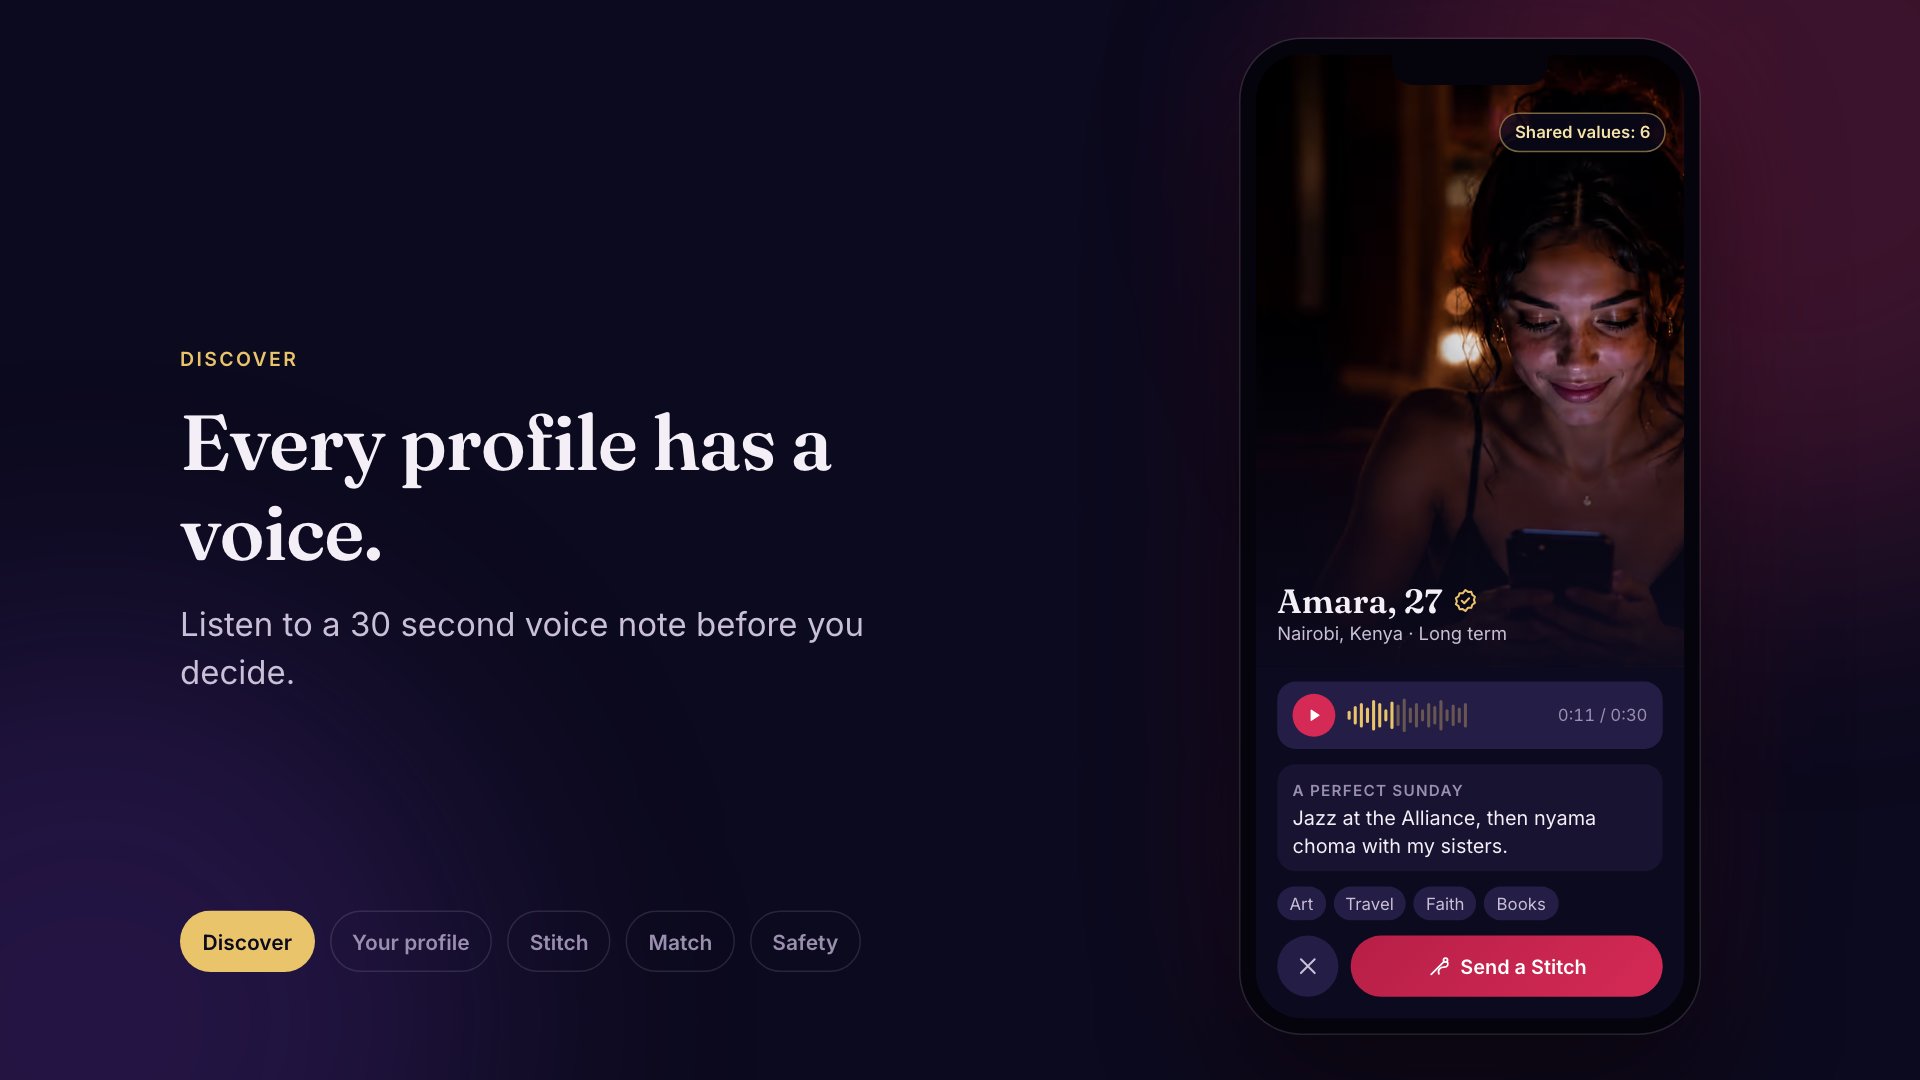 DISCOVER
Every profile has a
voice.
Listen to a 30 second voice note before you
decide.
Discover
Your profile
Stitch
Match
Safety
Shared values: 6
Amara, 27
Nairobi, Kenya · Long term
0:11 / 0:30
A PERFECT SUNDAY
Jazz at the Alliance, then nyama
choma with my sisters.
Art
Travel
Faith
Books
Send a Stitch